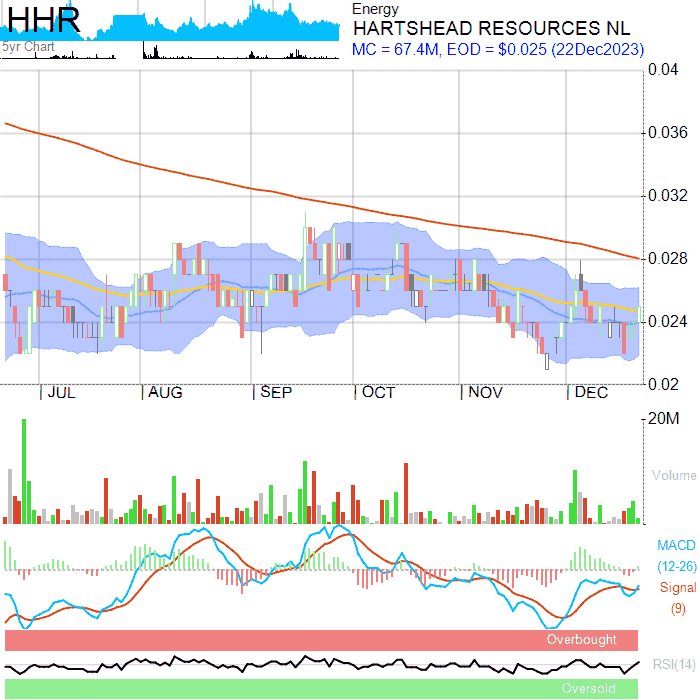 HHR
5yr Chart
Energy
HARTSHEAD RESOURCES NL
MC = 67.4M, EOD = $0.025 (22Dec2023)
0.04
0.036
0.032
0.028
0.024
0.02
JUL AUG SEP OCT NOV DEC
20M
Volume
MACD
(12-26)
Signal
(9)
Overbought
RSI(14)
Oversold